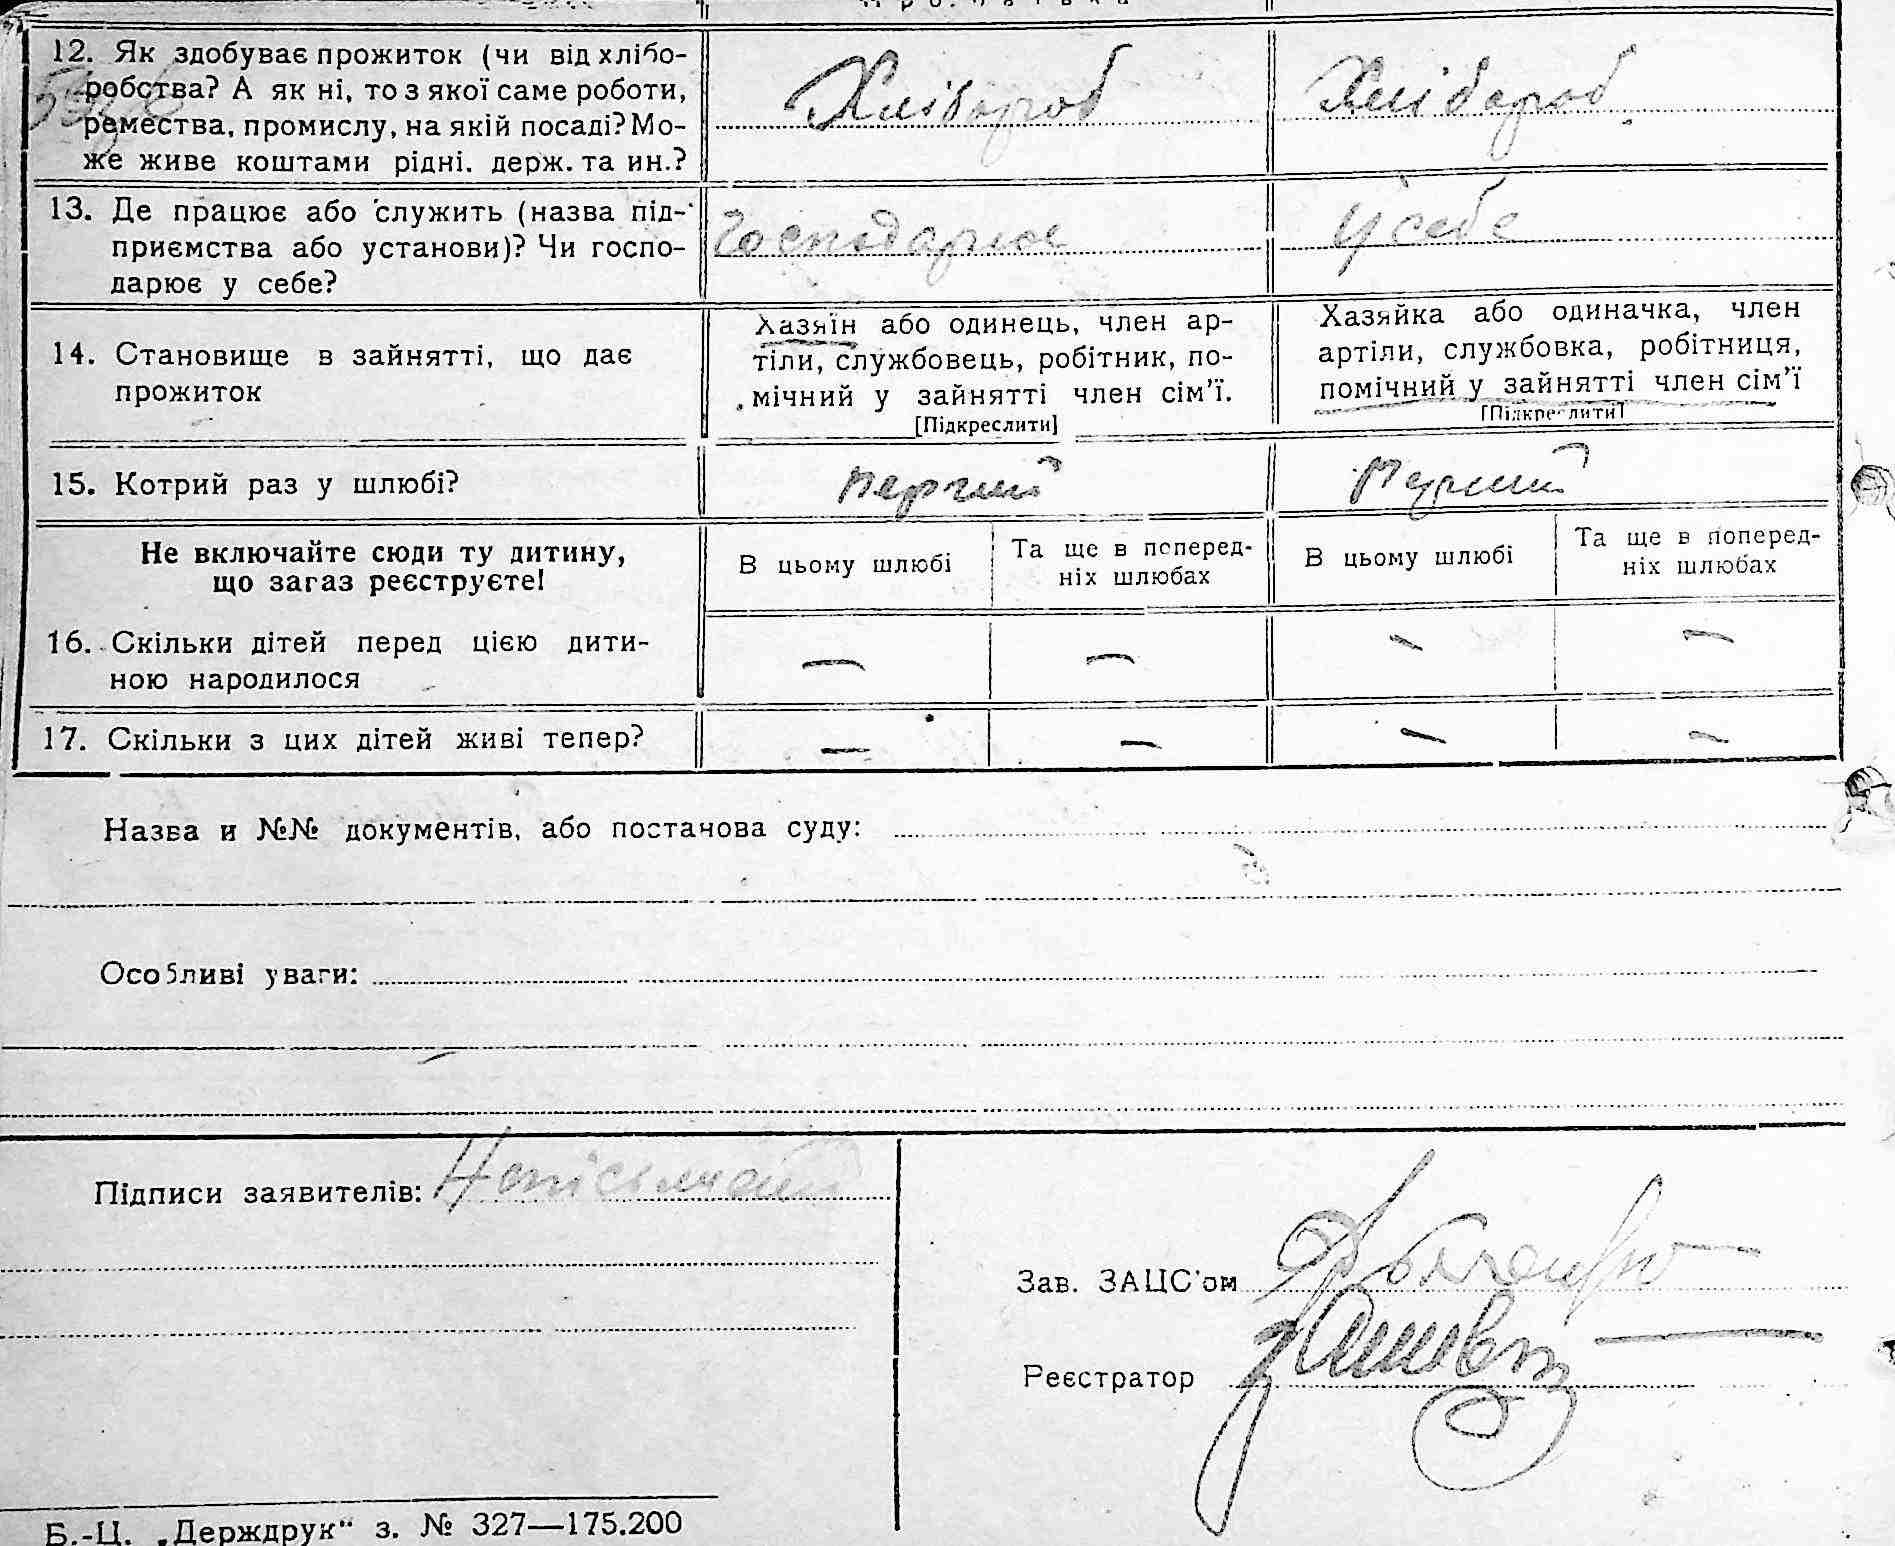 12. Як здобуває прожиток (чи від хлібо-
робства? А як ні, то з якої саме роботи,
ремества, промислу, на якій посаді? Мо-
же живе коштами рідні. держ. та ин.?
Хлібароб
Хлібароб
13. Де працює або служить (назва під-
приємства або установи)? Чи госпо-
дарює у себе?
Господарює
у себе
14. Становище в зайнятті, що дає
прожиток
Хазяїн або одинець, член ар-
тіли, службовець, робітник, по-
мічний у зайнятті член сім’ї.
[Підкреслити]
Хазяйка або одиначка, член
артіли, службовка, робітниця,
помічний у зайнятті член сім’ї
[Підкреслити]
15. Котрий раз у шлюбі?
перший
перший
Не включайте сюди ту дитину,
що загаз реєструєте!
В цьому шлюбі
Та ще в поперед-
ніх шлюбах
В цьому шлюбі
Та ще в поперед-
ніх шлюбах
16. Скільки дітей перед цією дити-
ною народилося
— — — —
17. Скільки з цих дітей живі тепер?
— — — —
Назва и №№ документів, або постанова суду:
Особливі уваги:
Підписи заявителів: Неписьмений
Зав. ЗАЦС’ом
Реєстратор
Б.-Ц. „Держдрук“ з. № 327—175.200